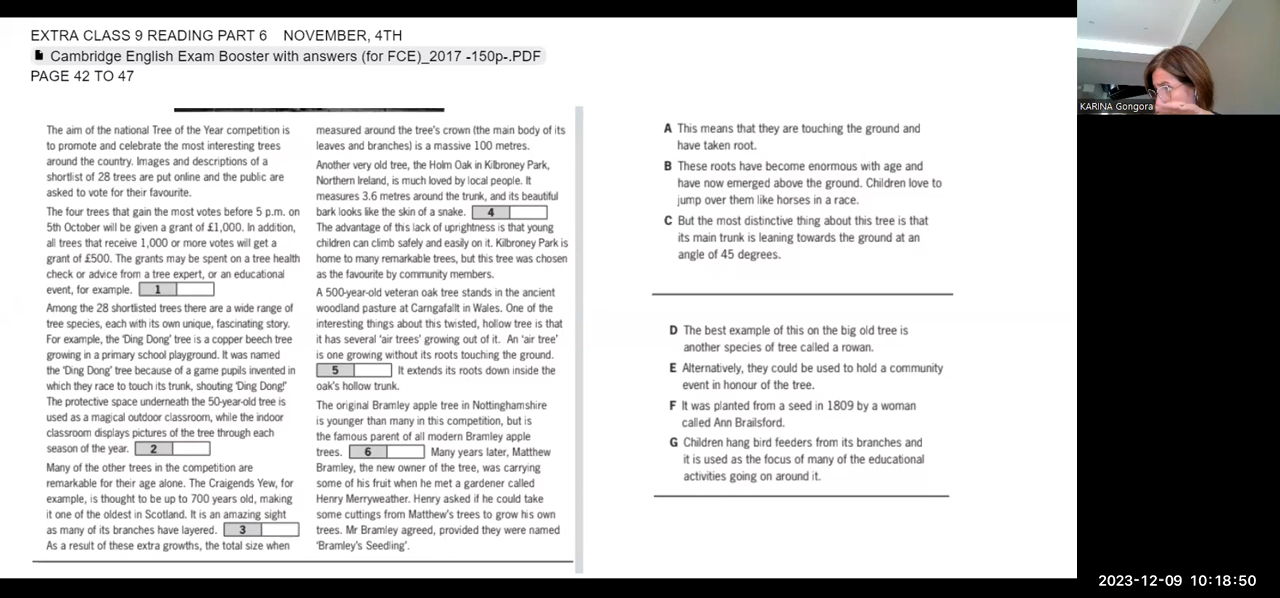 EXTRA CLASS 9 READING PART 6 NOVEMBER, 4TH
Cambridge English Exam Booster with answers (for FCE)_2017 -150p-.PDF
PAGE 42 TO 47
The aim of the national Tree of the Year competition is
to promote and celebrate the most interesting trees
around the country. Images and descriptions of a
shortlist of 28 trees are put online and the public are
asked to vote for their favourite.
The four trees that gain the most votes before 5 p.m. on
5th October will be given a grant of £1,000. In addition,
all trees that receive 1,000 or more votes will get a
grant of £500. The grants may be spent on a tree health
check or advice from a tree expert, or an educational
event, for example. 1
Among the 28 shortlisted trees there are a wide range of
tree species, each with its own unique, fascinating story.
For example, the 'Ding Dong' tree is a copper beech tree
growing in a primary school playground. It was named
the 'Ding Dong' tree because of a game pupils invented in
which they race to touch its trunk, shouting 'Ding Dong!'
The protective space underneath the 50-year-old tree is
used as a magical outdoor classroom, while the indoor
classroom displays pictures of the tree through each
season of the year. 2
Many of the other trees in the competition are
remarkable for their age alone. The Craigends Yew, for
example, is thought to be up to 700 years old, making
it one of the oldest in Scotland. It is an amazing sight
as many of its branches have layered. 3
As a result of these extra growths, the total size when
measured around the tree's crown (the main body of its
leaves and branches) is a massive 100 metres.
Another very old tree, the Holm Oak in Kilbroney Park,
Northern Ireland, is much loved by local people. It
measures 3.6 metres around the trunk, and its beautiful
bark looks like the skin of a snake. 4
The advantage of this lack of uprightness is that young
children can climb safely and easily on it. Kilbroney Park is
home to many remarkable trees, but this tree was chosen
as the favourite by community members.
A 500-year-old veteran oak tree stands in the ancient
woodland pasture at Carngafallt in Wales. One of the
interesting things about this twisted, hollow tree is that
it has several 'air trees' growing out of it. An 'air tree'
is one growing without its roots touching the ground.
5 It extends its roots down inside the
oak's hollow trunk.
The original Bramley apple tree in Nottinghamshire
is younger than many in this competition, but is
the famous parent of all modern Bramley apple
trees. 6 Many years later, Matthew
Bramley, the new owner of the tree, was carrying
some of his fruit when he met a gardener called
Henry Merryweather. Henry asked if he could take
some cuttings from Matthew's trees to grow his own
trees. Mr Bramley agreed, provided they were named
'Bramley's Seedling'.
A This means that they are touching the ground and
have taken root.
B These roots have become enormous with age and
have now emerged above the ground. Children love to
jump over them like horses in a race.
C But the most distinctive thing about this tree is that
its main trunk is leaning towards the ground at an
angle of 45 degrees.
D The best example of this on the big old tree is
another species of tree called a rowan.
E Alternatively, they could be used to hold a community
event in honour of the tree.
F It was planted from a seed in 1809 by a woman
called Ann Brailsford.
G Children hang bird feeders from its branches and
it is used as the focus of many of the educational
activities going on around it.
KARINA Gongora
2023-12-09 10:18:50